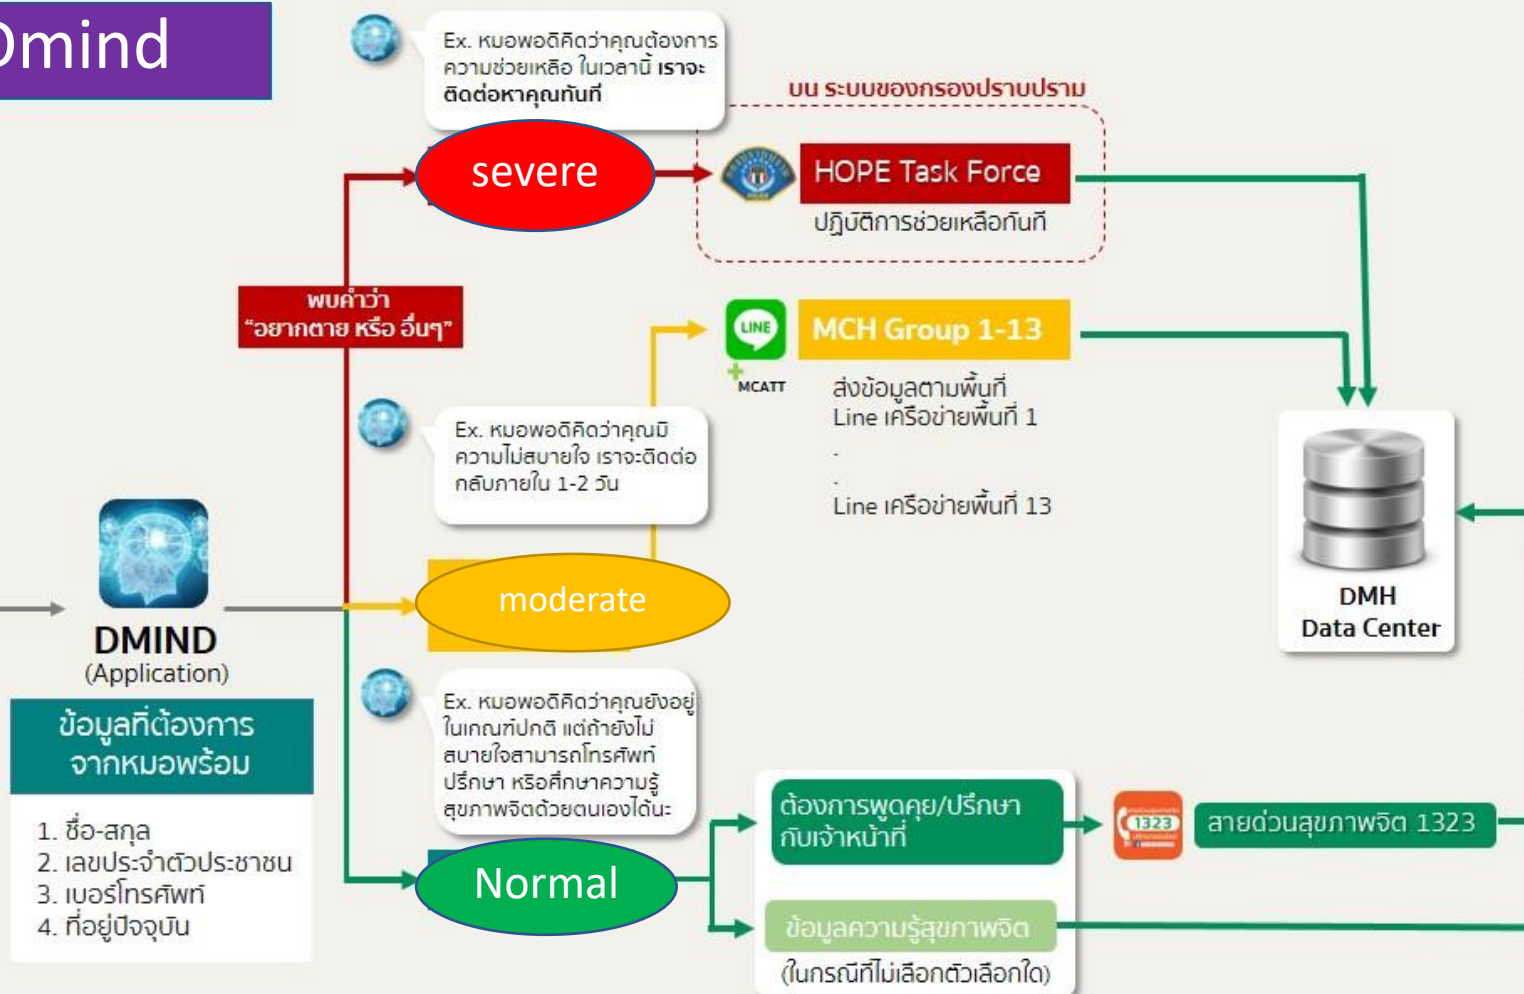 Dmind
Ex. หมอพอดีคิดว่าคุณต้องการ
ความช่วยเหลือ ในเวลานี้ เราจะ
ติดต่อหาคุณทันที
บน ระบบของกรองปราบปราม
severe
HOPE Task Force
ปฏิบัติการช่วยเหลือทันที
พบคำว่า
“อยากตาย หรือ อื่นๆ”
LINE
MCATT
MCH Group 1-13
ส่งข้อมูลตามพื้นที่
Line เครือข่ายพื้นที่ 1
.
.
Line เครือข่ายพื้นที่ 13
Ex. หมอพอดีคิดว่าคุณมี
ความไม่สบายใจ เราจะติดต่อ
กลับภายใน 1-2 วัน
moderate
DMH
Data Center
DMIND
(Application)
ข้อมูลที่ต้องการ
จากหมอพร้อม
1. ชื่อ-สกุล
2. เลขประจำตัวประชาชน
3. เบอร์โทรศัพท์
4. ที่อยู่ปัจจุบัน
Ex. หมอพอดีคิดว่าคุณยังอยู่
ในเกณฑ์ปกติ แต่ถ้ายังไม่
สบายใจสามารถโทรศัพท์
ปรึกษา หรือศึกษาความรู้
สุขภาพจิตด้วยตนเองได้นะ
Normal
ต้องการพูดคุย/ปรึกษา
กับเจ้าหน้าที่
1323
สายด่วนสุขภาพจิต 1323
ข้อมูลความรู้สุขภาพจิต
(ในกรณีที่ไม่เลือกตัวเลือกใด)